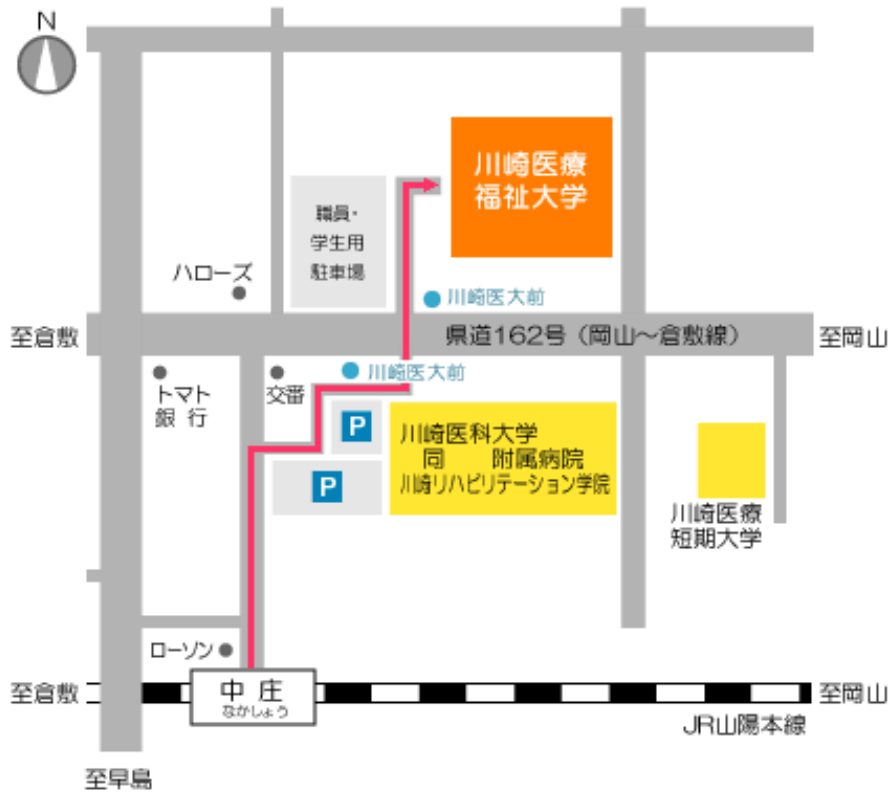 N
川崎医療
福祉大学
職員・
学生用
駐車場
ハローズ
川崎医大前
至倉敷
県道162号（岡山～倉敷線）
至岡山
トマト
銀行
交番
川崎医大前
P
川崎医科大学
同　附属病院
川崎リハビリテーション学院
P
川崎医療
短期大学
ローソン
至倉敷
中庄
なかしょう
至岡山
JR山陽本線
至早島